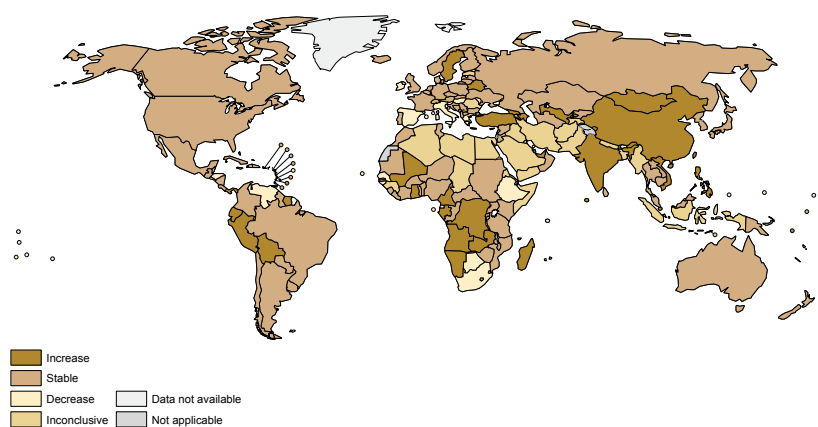 Increase
Stable
Decrease
Data not available
Inconclusive
Not applicable